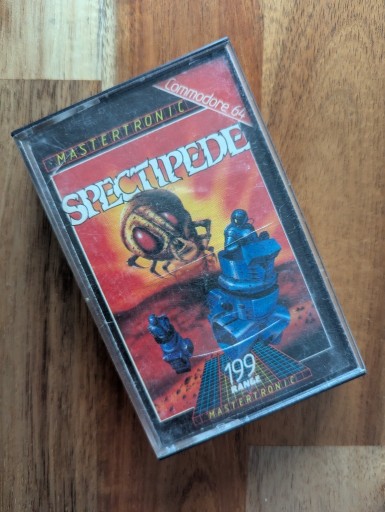 Commodore 64
MASTERTRONIC
SPECTIPEDE
199
RANGE
MASTERTRONIC